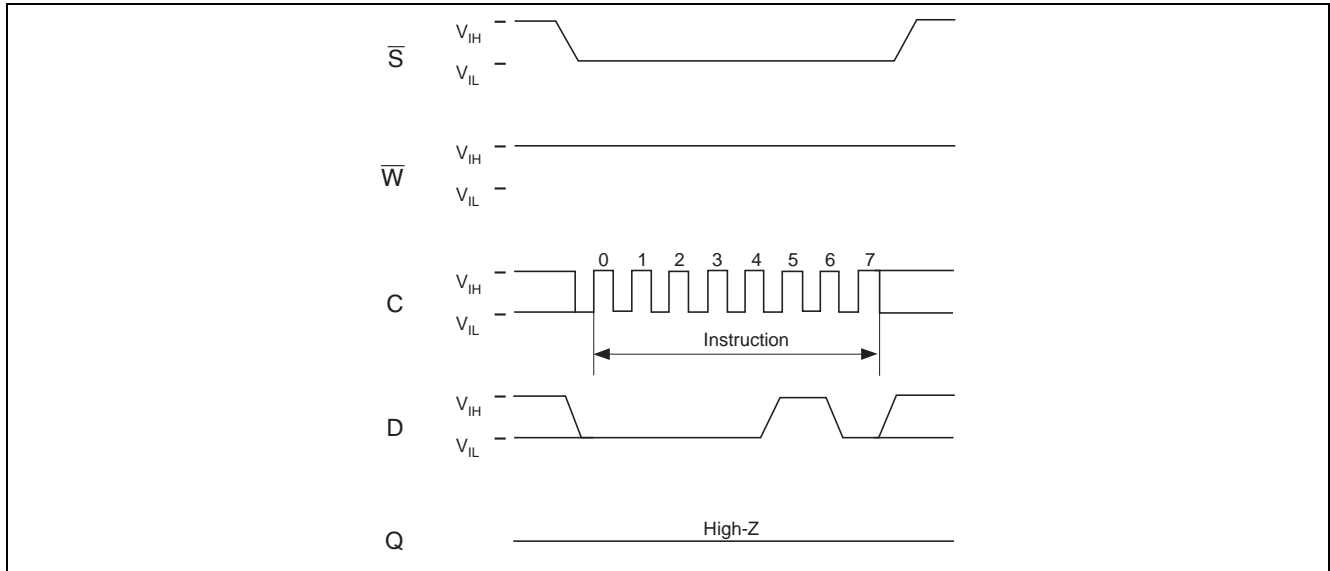 S̅
V_IH
V_IL
W̅
V_IH
V_IL
C
V_IH
V_IL
0 1 2 3 4 5 6 7
Instruction
D
V_IH
V_IL
Q
High-Z